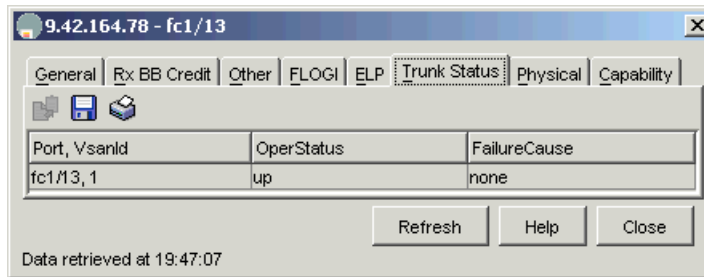 9.42.164.78 - fc1/13
General Rx BB Credit Other FLOGI ELP Trunk Status Physical Capability
Port, VsanId OperStatus FailureCause
fc1/13, 1 up none
Refresh Help Close
Data retrieved at 19:47:07